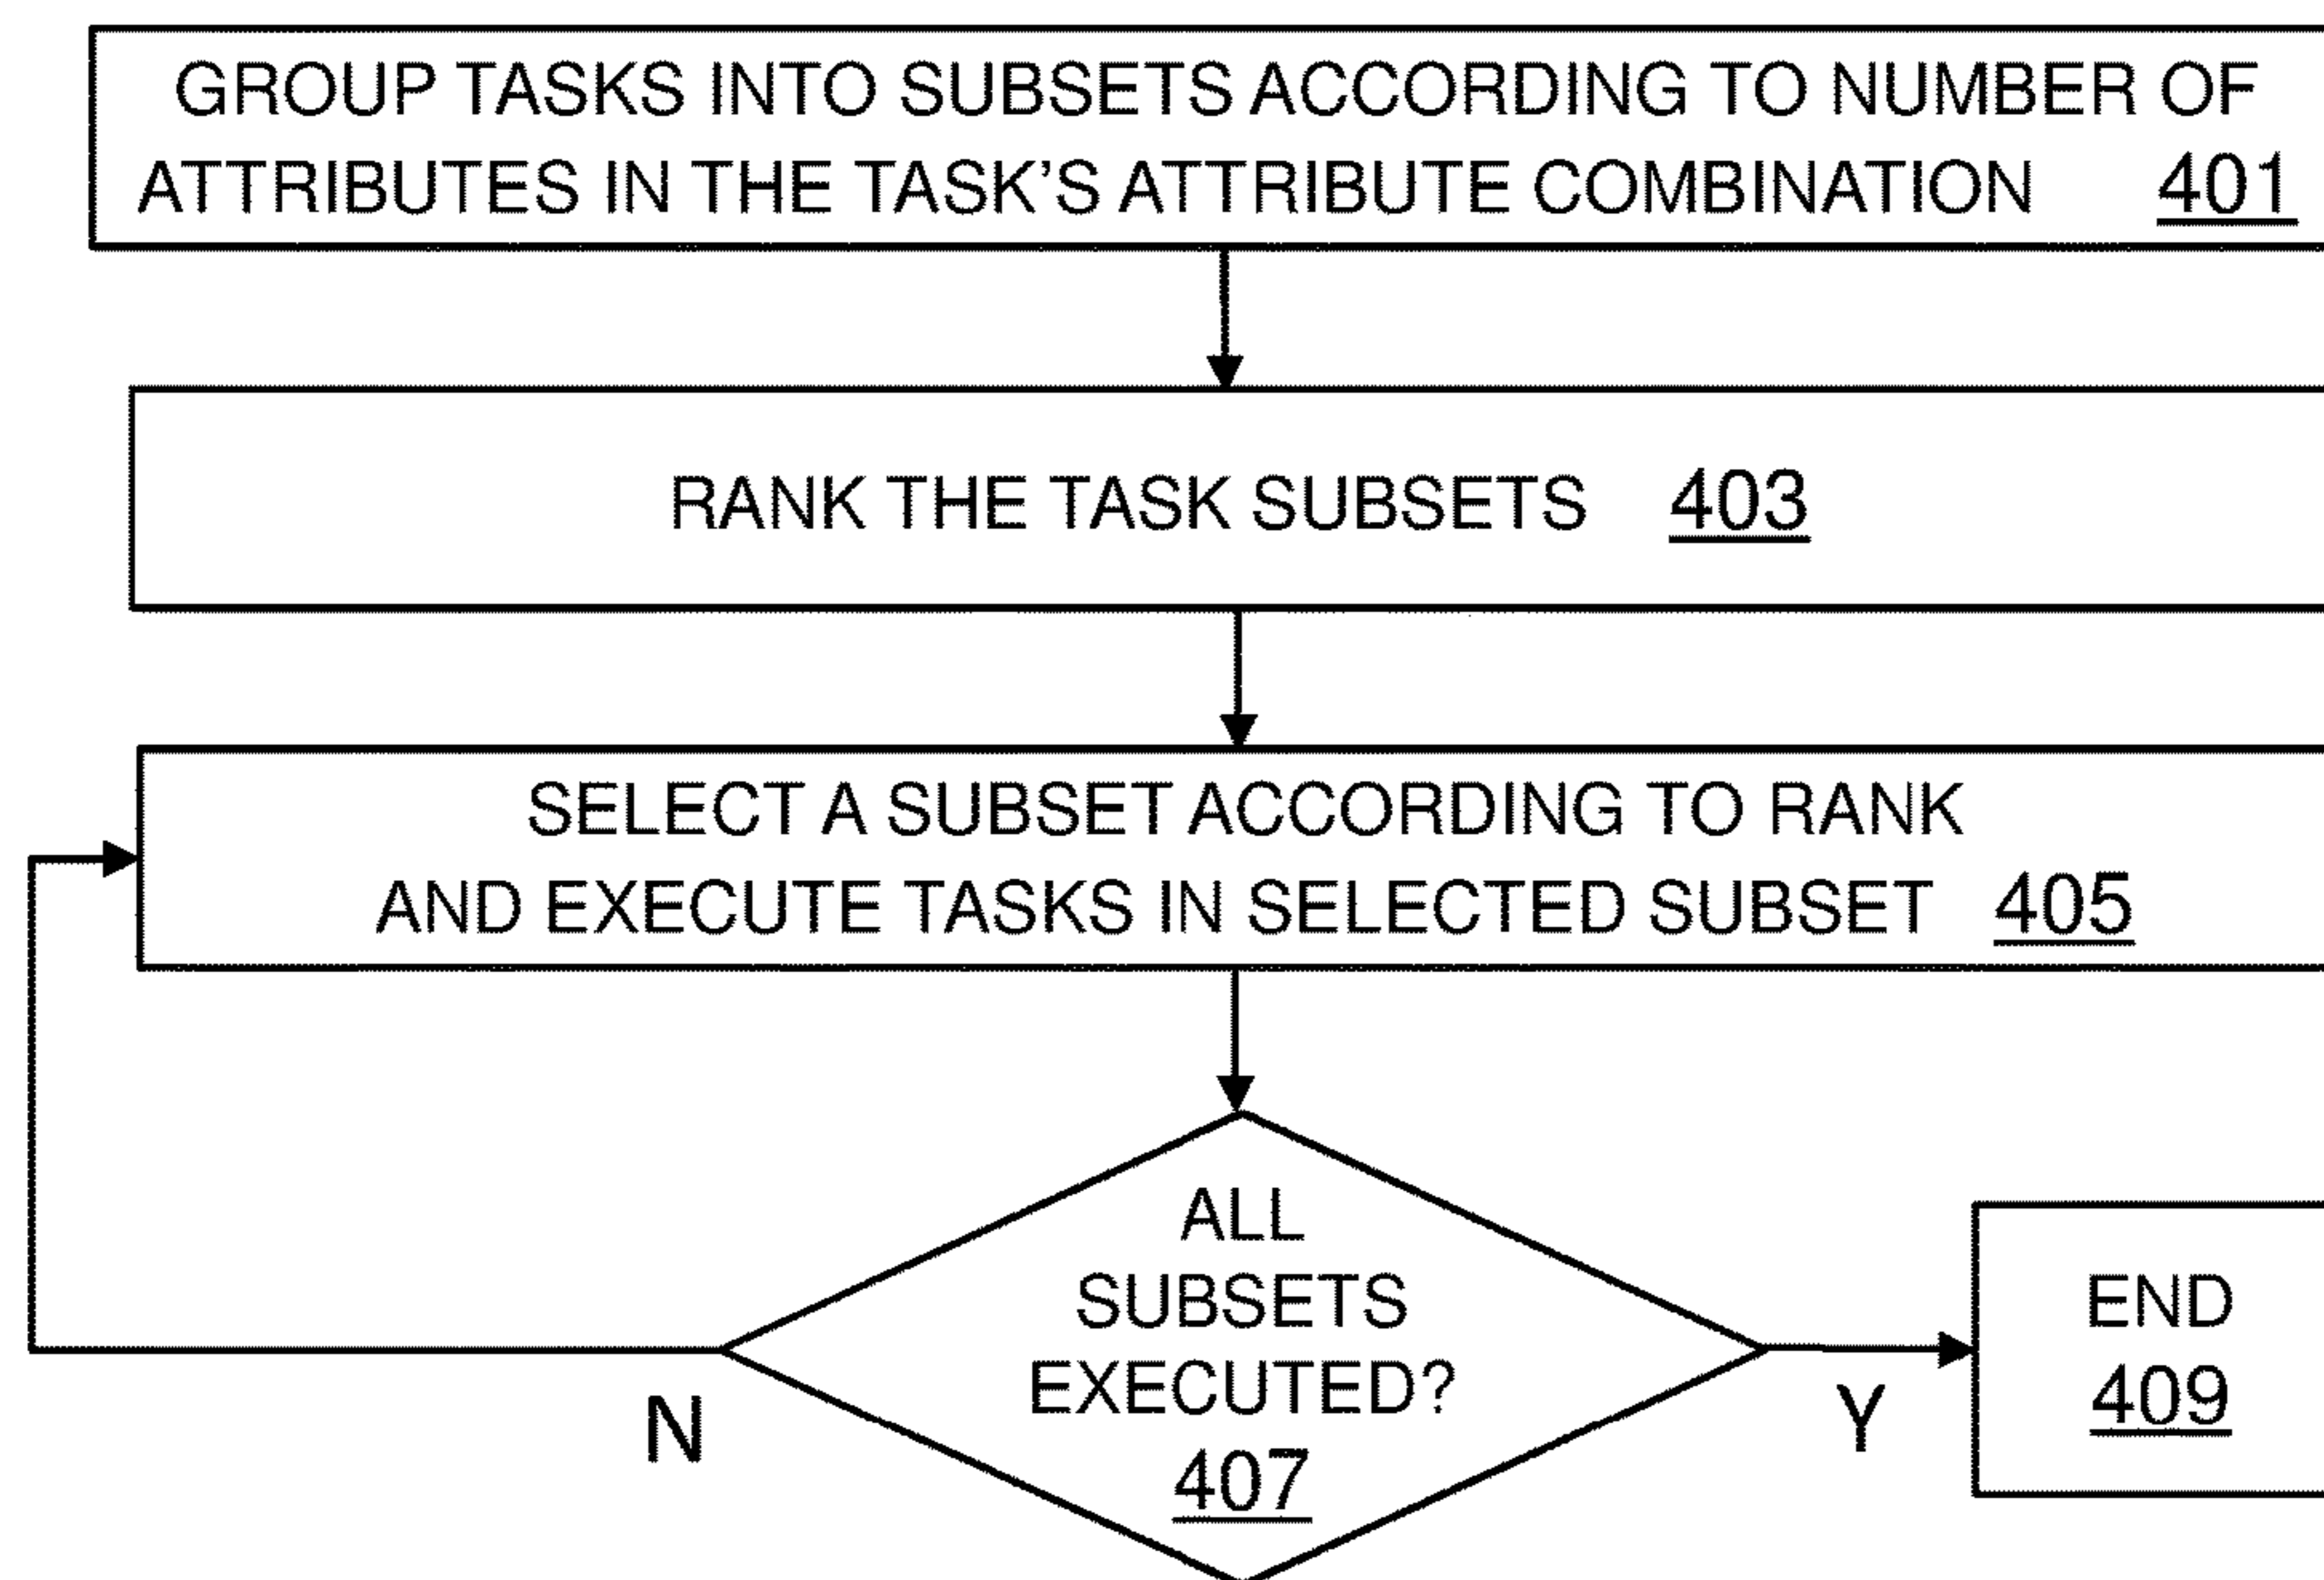 GROUP TASKS INTO SUBSETS ACCORDING TO NUMBER OF
ATTRIBUTES IN THE TASK'S ATTRIBUTE COMBINATION 401
RANK THE TASK SUBSETS 403
SELECT A SUBSET ACCORDING TO RANK
AND EXECUTE TASKS IN SELECTED SUBSET 405
ALL
SUBSETS
EXECUTED?
407
N
Y
END
409